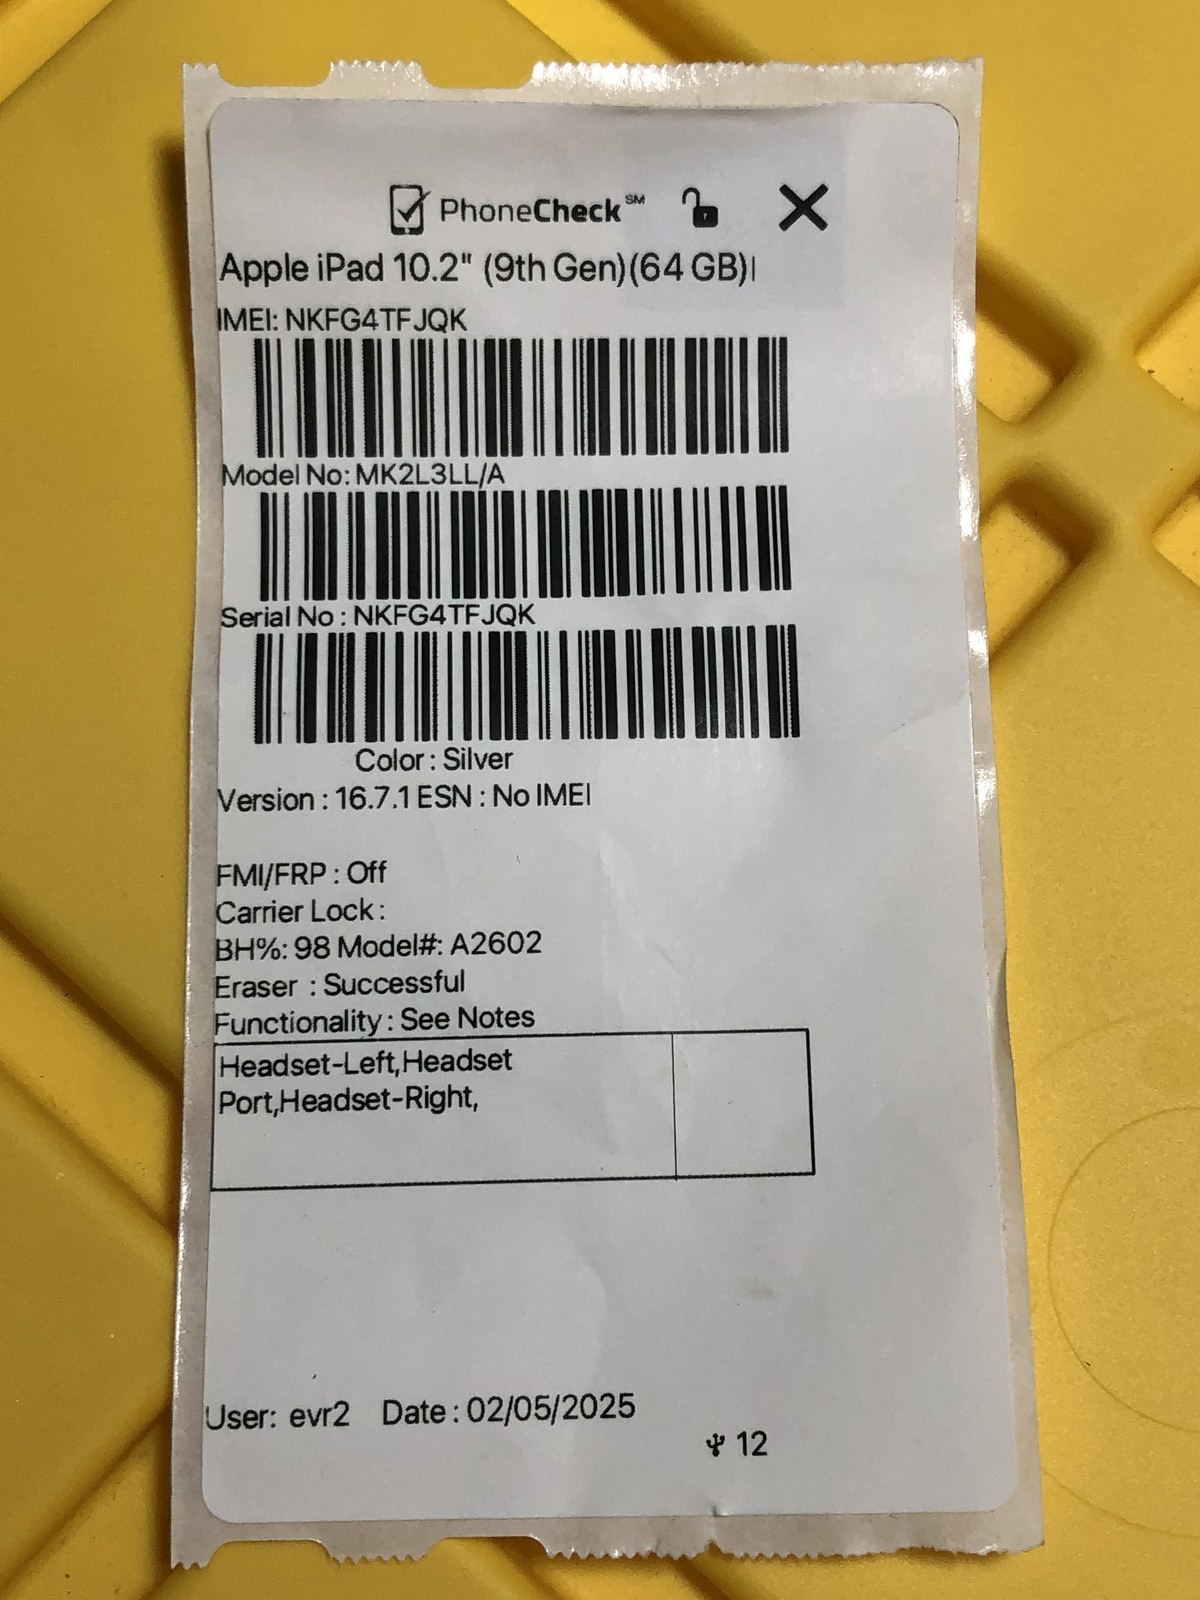 PhoneCheck℠
Apple iPad 10.2" (9th Gen)(64 GB)|
IMEI: NKFG4TFJQK
Model No: MK2L3LL/A
Serial No : NKFG4TFJQK
Color : Silver
Version : 16.7.1 ESN : No IMEI
FMI/FRP : Off
Carrier Lock :
BH%: 98 Model#: A2602
Eraser : Successful
Functionality : See Notes
Headset-Left,Headset
Port,Headset-Right,
User: evr2 Date : 02/05/2025
12